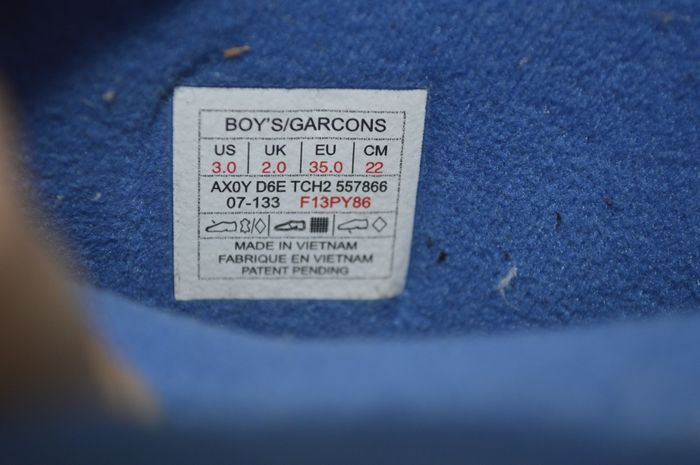 BOY'S/GARCONS
US UK EU CM
3.0 2.0 35.0 22
AX0Y D6E TCH2 557866
07-133 F13PY86
MADE IN VIETNAM
FABRIQUE EN VIETNAM
PATENT PENDING